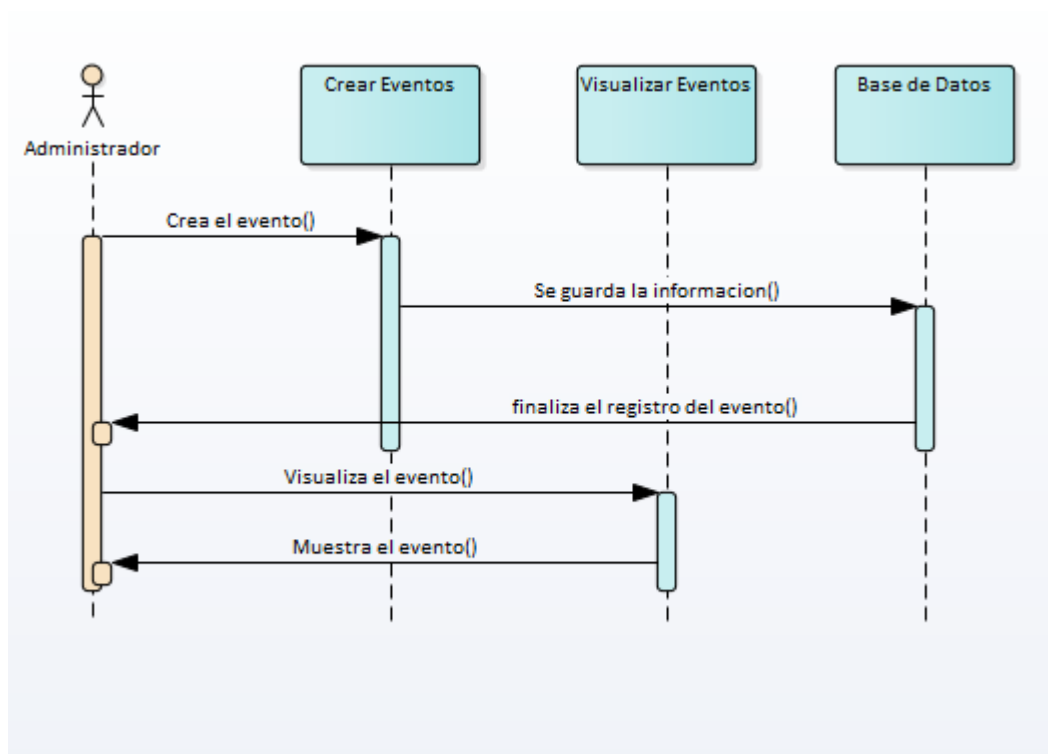 Crear Eventos
Visualizar Eventos
Base de Datos
Administrador
Crea el evento()
Se guarda la informacion()
finaliza el registro del evento()
Visualiza el evento()
Muestra el evento()